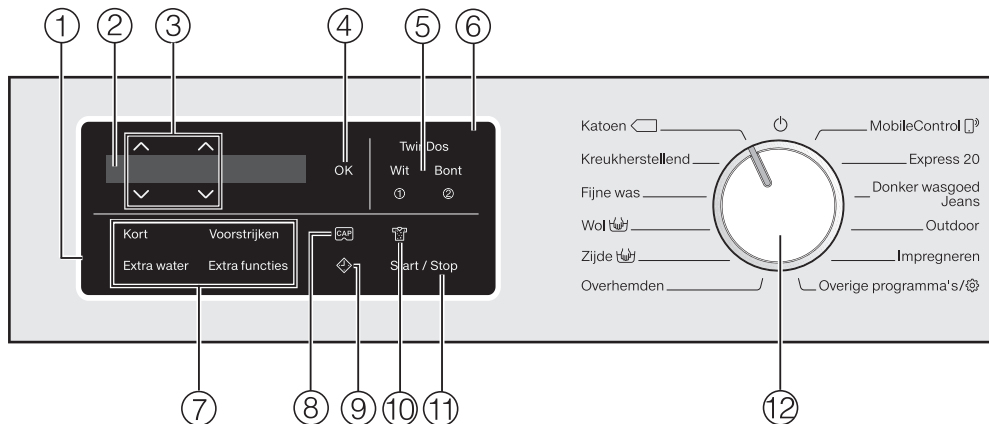 ① ② ③ ④ ⑤ ⑥
TwinDos
OK Wit Bont
① ②
Kort Voorstrijken CAP
Extra water Extra functies Start / Stop
Katoen
Kreukherstellend
Fijne was
Wol
Zijde
Overhemden
MobileControl
Express 20
Donker wasgoed
Jeans
Outdoor
Impregneren
Overige programma's/
⑦ ⑧ ⑨ ⑩ ⑪ ⑫